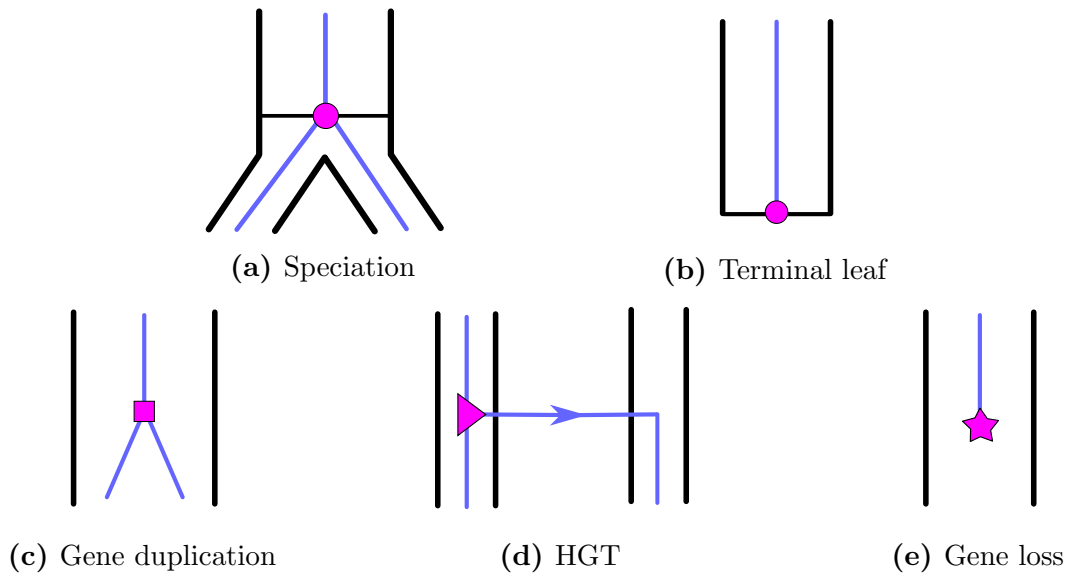 (a) Speciation
(b) Terminal leaf
(c) Gene duplication
(d) HGT
(e) Gene loss